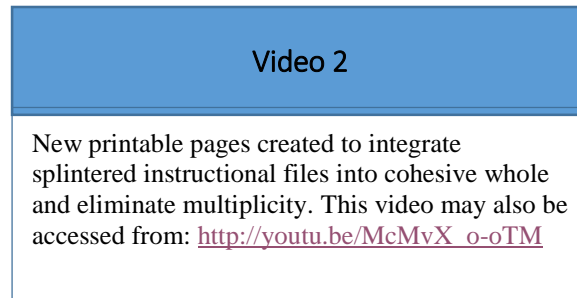 Video 2
New printable pages created to integrate
splintered instructional files into cohesive whole
and eliminate multiplicity. This video may also be
accessed from: http://youtu.be/McMvX_o-oTM